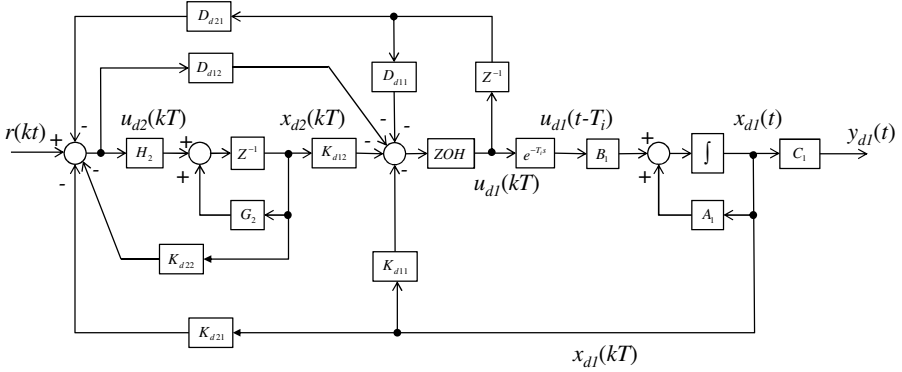 D_{d21}
-
D_{d12}
D_{d11}
Z^{-1}
r(kt)
+
-
-
-
u_{d2}(kT)
H_2
+
+
Z^{-1}
G_2
x_{d2}(kT)
K_{d12}
-
-
-
-
ZOH
u_{d1}(kT)
e^{-T_i s}
u_{d1}(t-T_i)
B_1
+
+
∫
A_1
x_{d1}(t)
C_1
y_{d1}(t)
K_{d22}
K_{d11}
K_{d21}
x_{d1}(kT)